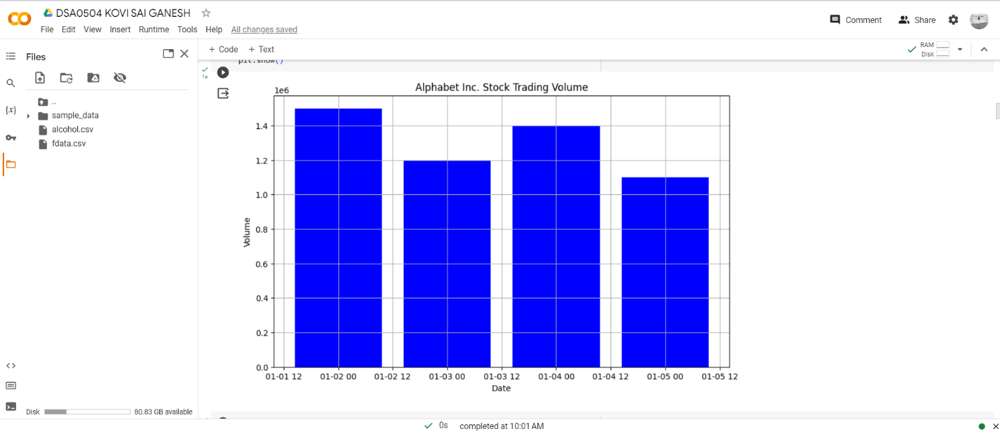 DSA0504 KOVI SAI GANESH
File Edit View Insert Runtime Tools Help All changes saved
Comment Share
Files
+ Code + Text
RAM
Disk
plt.show()
1s
..
sample_data
alcohol.csv
fdata.csv
{x}
Alphabet Inc. Stock Trading Volume
1e6
1.4
1.2
1.0
0.8
0.6
0.4
0.2
0.0
Volume
01-01 12 01-02 00 01-02 12 01-03 00 01-03 12 01-04 00 01-04 12 01-05 00 01-05 12
Date
Disk 80.83 GB available
0s completed at 10:01 AM